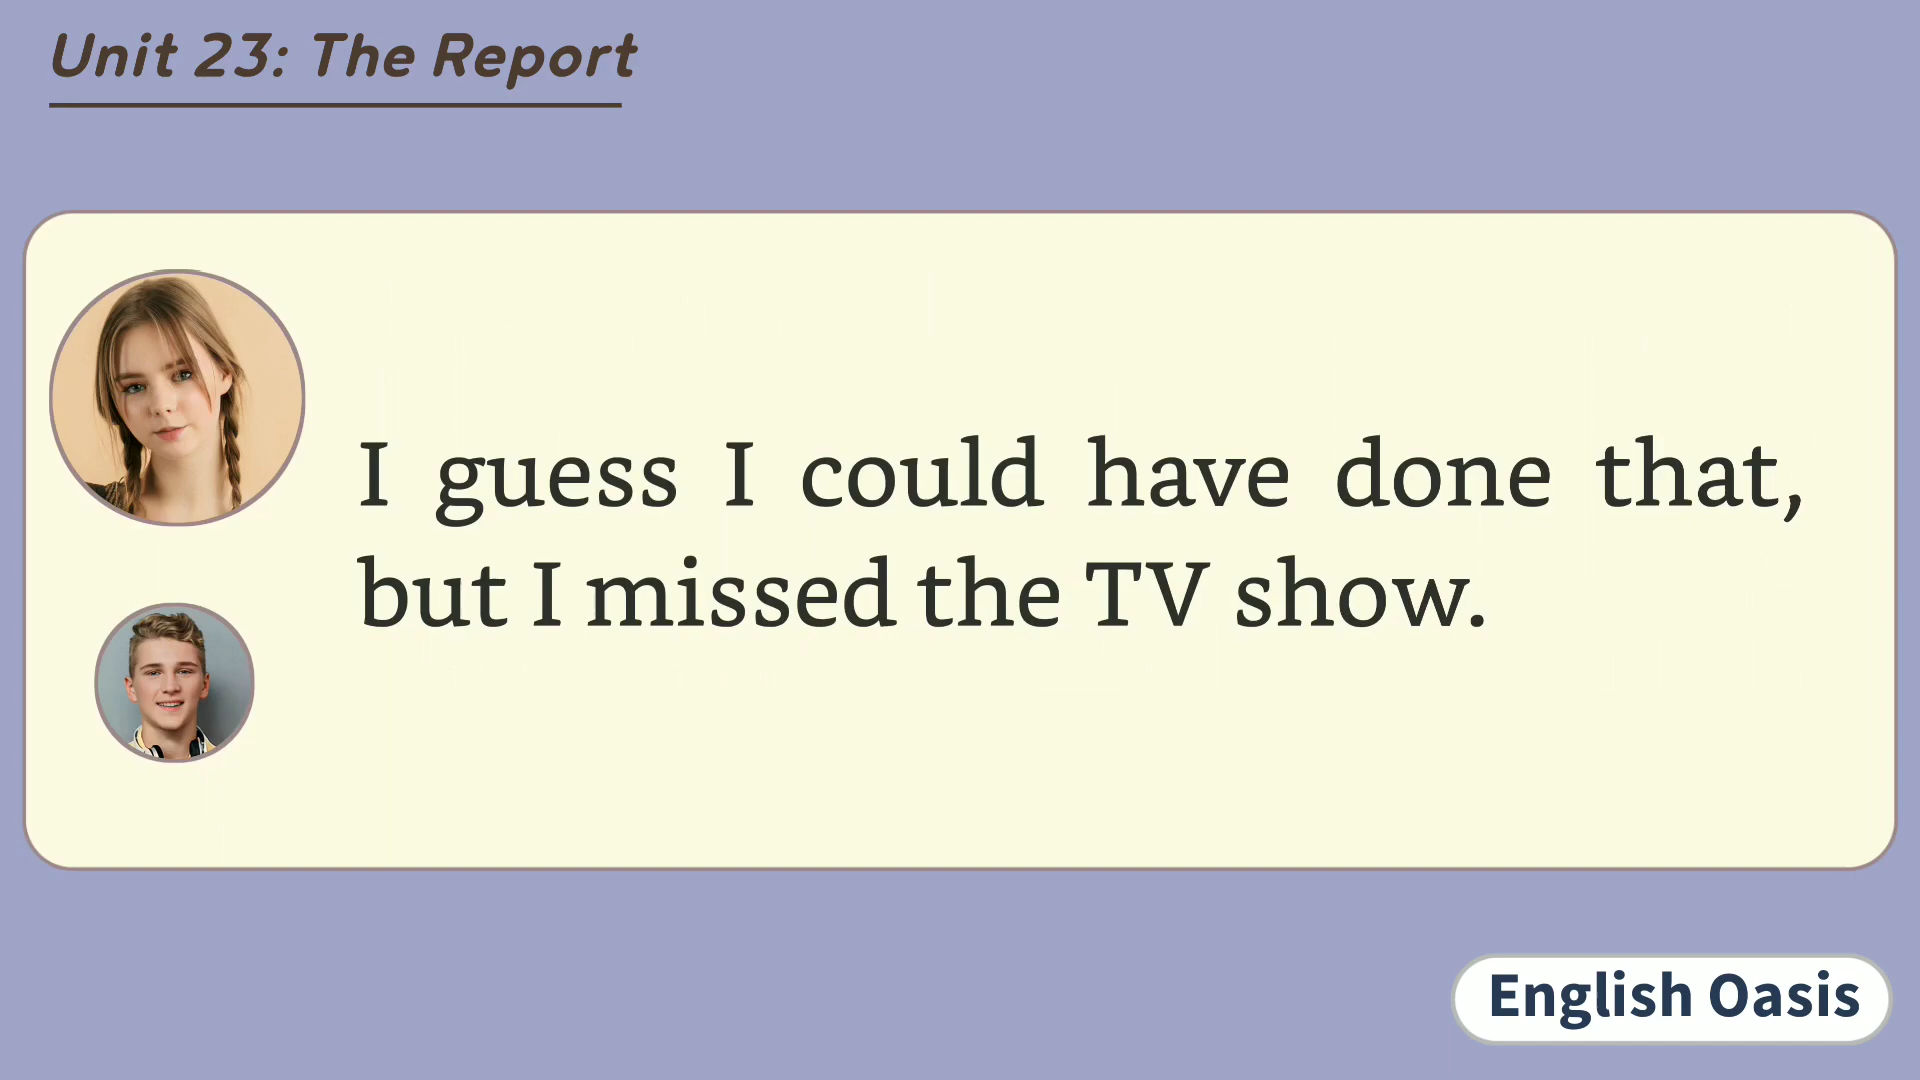 Unit 23: The Report
I guess I could have done that,
but I missed the TV show.
English Oasis